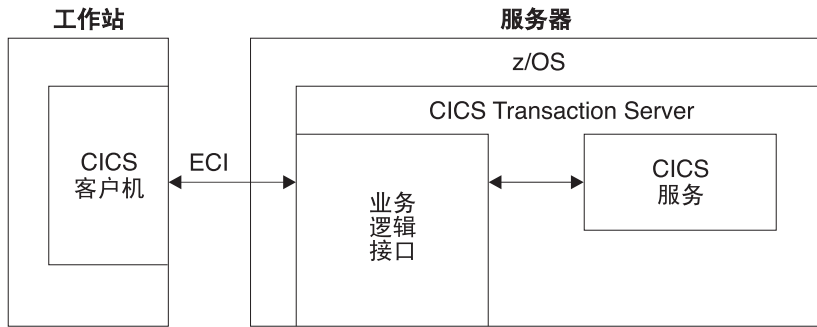 工作站
服务器
z/OS
CICS Transaction Server
CICS
客户机
ECI
业务
逻辑
接口
CICS
服务